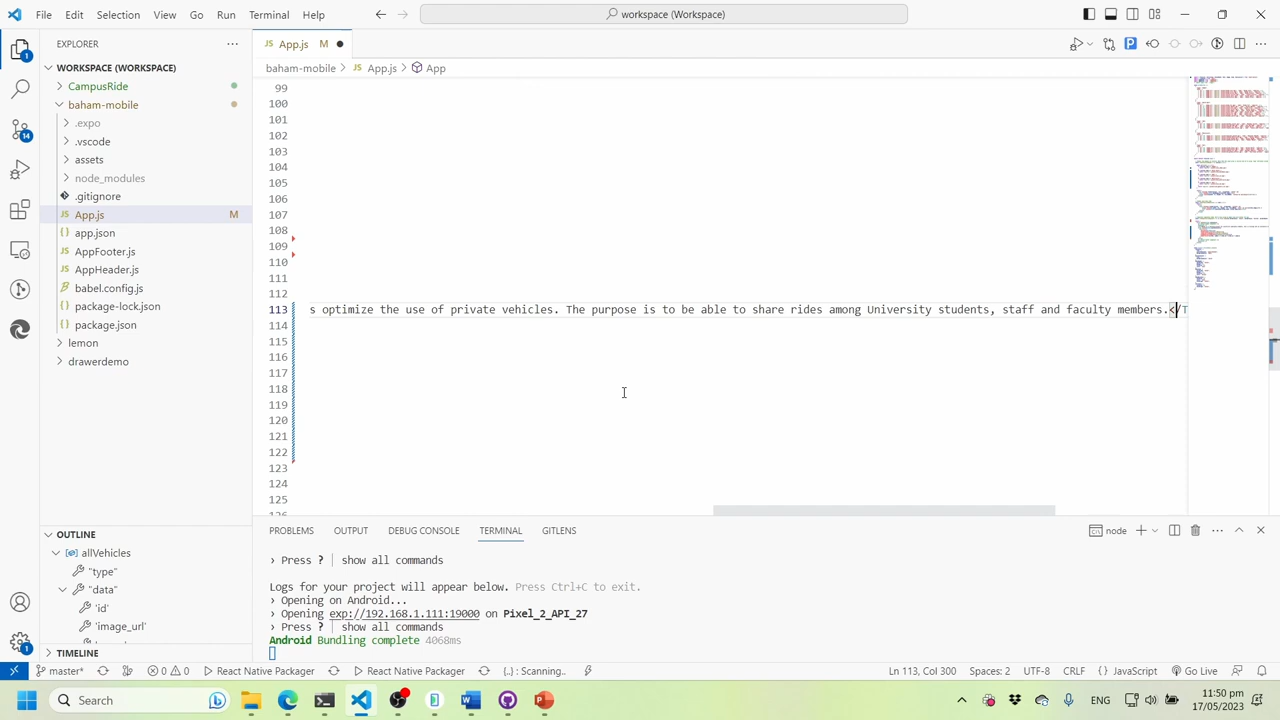 File Edit Selection View Go Run Terminal Help
workspace (Workspace)
EXPLORER
App.js M
WORKSPACE (WORKSPACE)
baham-mobile > App.js > App
CampusRide
baham-mobile
.expo
.vscode
assets
node_modules
.gitignore
App.js M
app.json
AppFooter.js
AppHeader.js
babel.config.js
package-lock.json
package.json
lemon
drawerdemo
99
100
101
102
103
104
105
106
107
108
109
110
111
112
113 s optimize the use of private vehicles. The purpose is to be able to share rides among University students, staff and faculty members.</T
114
115
116
117
118
119
120
121
122
123
124
125
126
OUTLINE
allVehicles
"type"
"data"
'id'
'image_url'
TIMELINE
PROBLEMS OUTPUT DEBUG CONSOLE TERMINAL GITLENS
node
› Press ? │ show all commands
Logs for your project will appear below. Press Ctrl+C to exit.
› Opening on Android...
› Opening exp://192.168.1.111:19000 on Pixel_2_API_27
› Press ? │ show all commands
Android Bundling complete 4068ms
master* 0 0 React Native Packager React Native Packager {..} : Scanning.. Ln 113, Col 300 Spaces: 2 UTF-8 CRLF {} JavaScript Go Live
Search
ENG
11:50 pm
17/05/2023